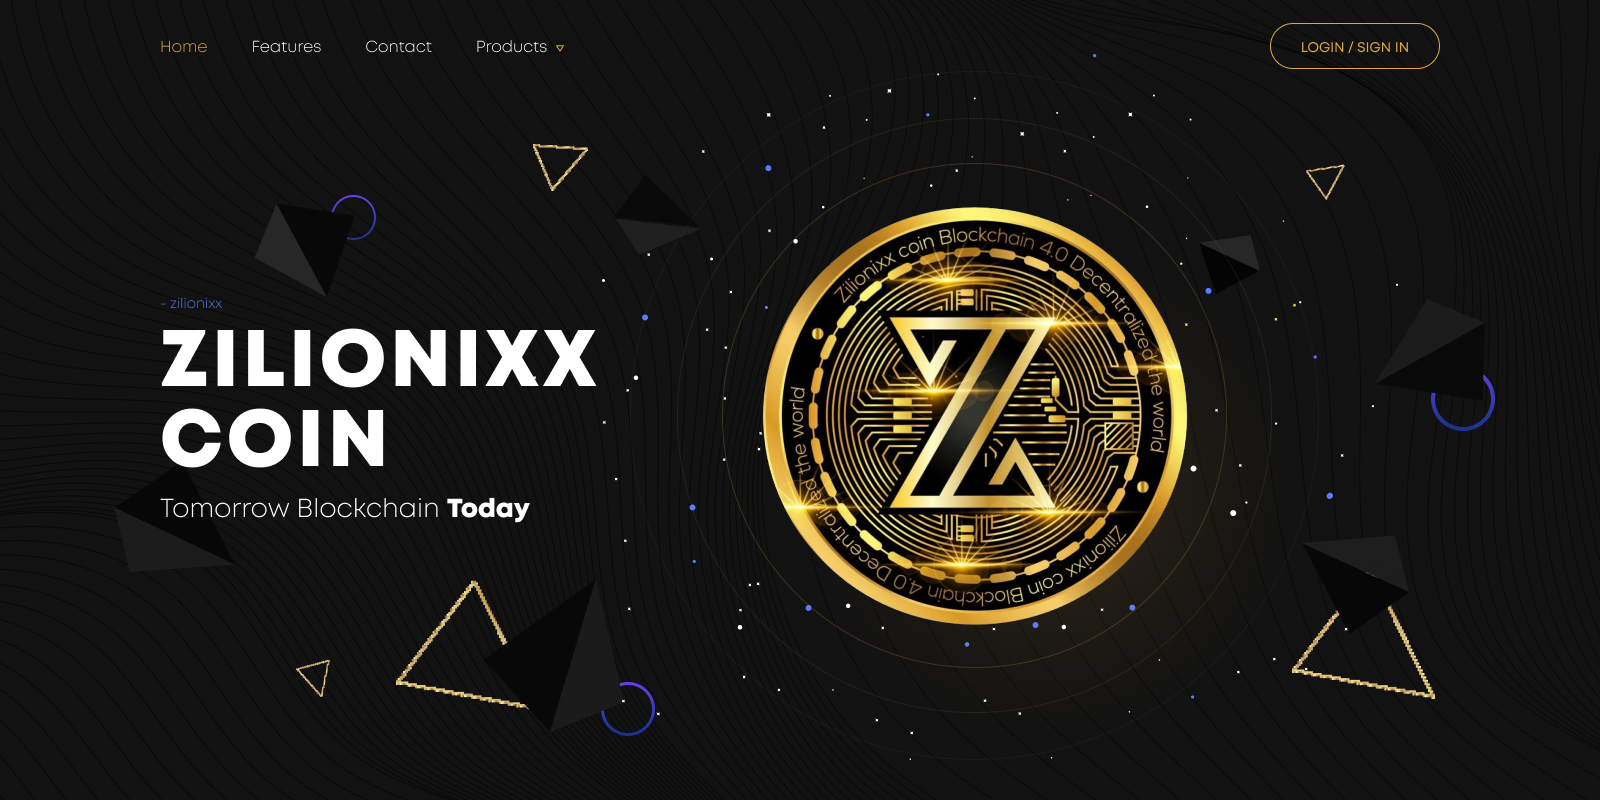 Home Features Contact Products
LOGIN / SIGN IN
- zilionixx
ZILIONIXX
COIN
Tomorrow Blockchain Today
Zilionixx coin Blockchain 4.0 Decentralized the world
Zilionixx coin Blockchain 4.0 Decentralized the world